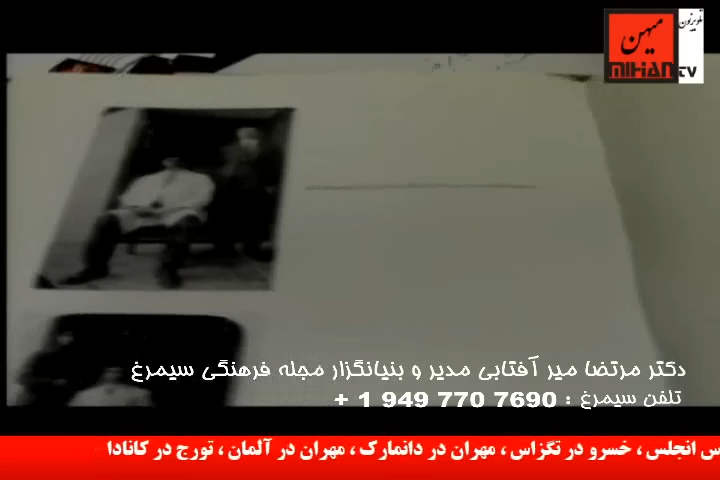 میهن
تلویزیون
MIHAN TV
دکتر مرتضا میر آفتابی مدیر و بنیانگزار مجله فرهنگی سیمرغ
تلفن سیمرغ : 7690 770 949 1 +
س انجلس ، خسرو در تگزاس ، مهران در دانمارک ، مهران در آلمان ، تورج در کانادا